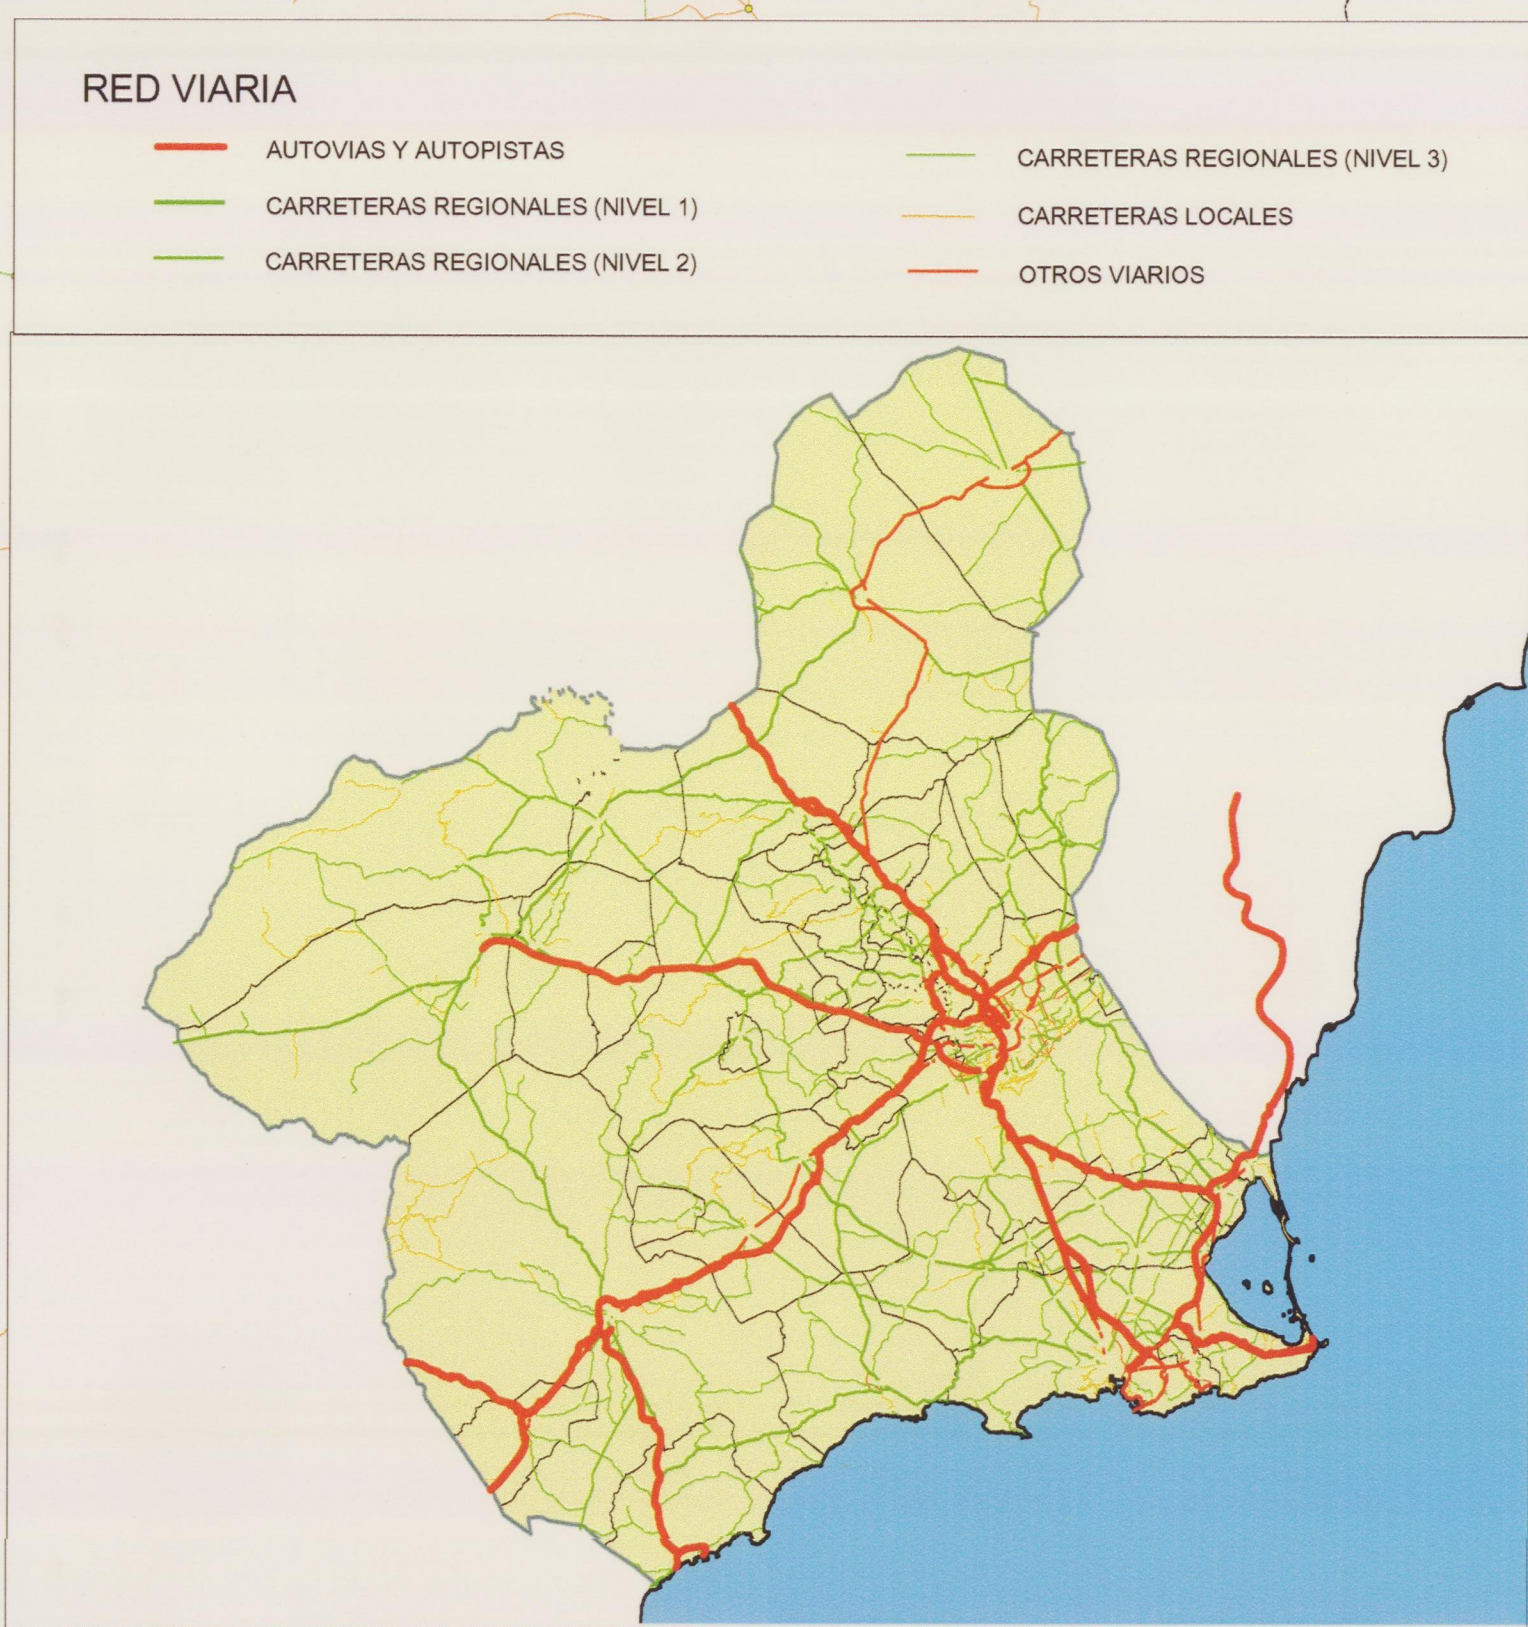 RED VIARIA
AUTOVIAS Y AUTOPISTAS
CARRETERAS REGIONALES (NIVEL 1)
CARRETERAS REGIONALES (NIVEL 2)
CARRETERAS REGIONALES (NIVEL 3)
CARRETERAS LOCALES
OTROS VIARIOS